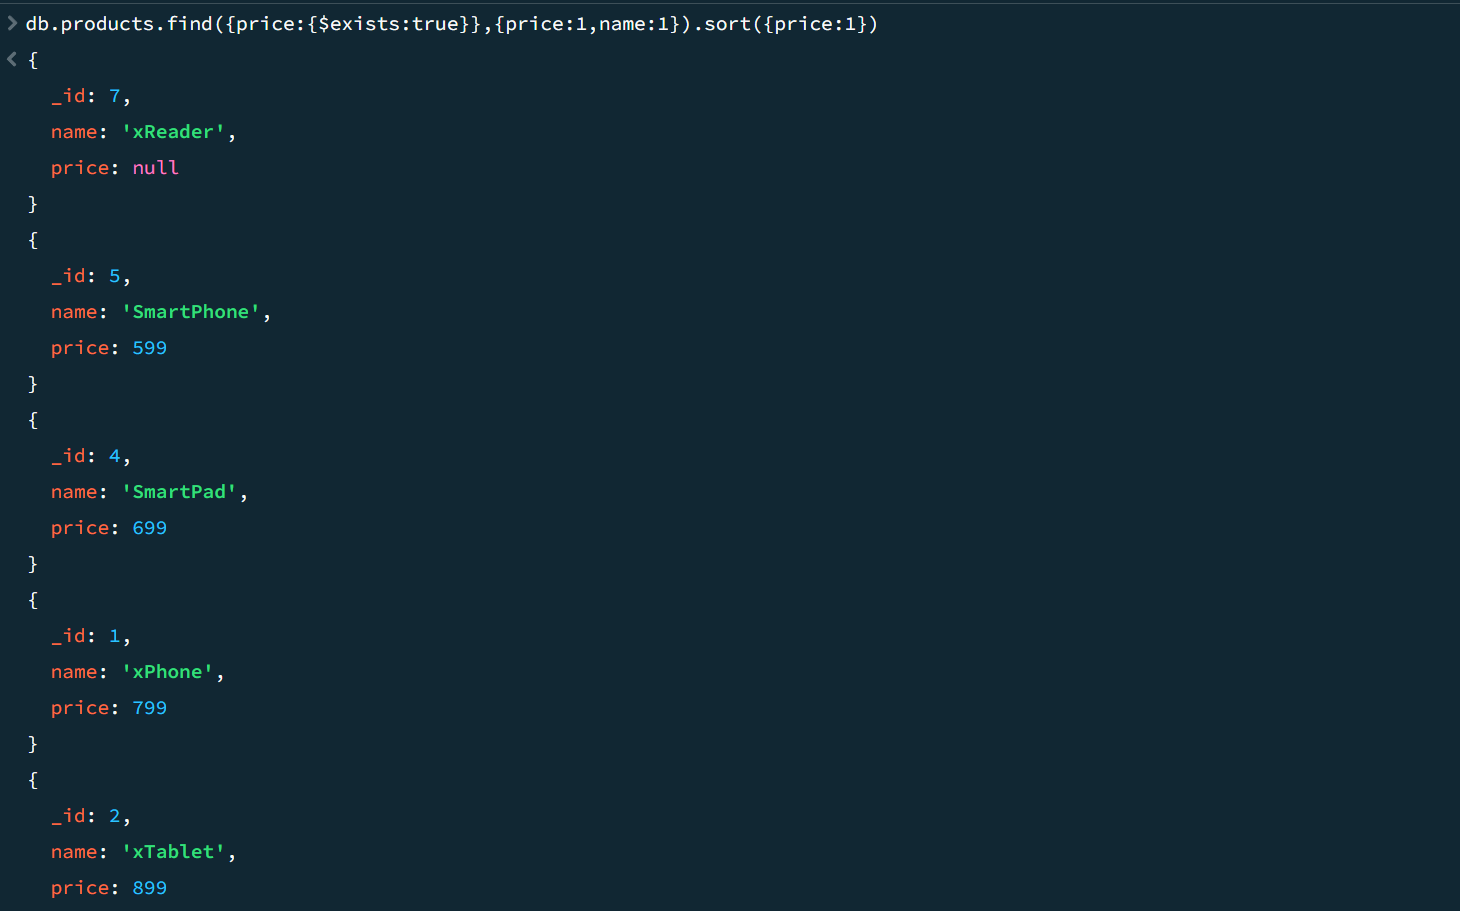 db.products.find({price:{$exists:true}},{price:1,name:1}).sort({price:1})
{
_id: 7,
name: 'xReader',
price: null
}
{
_id: 5,
name: 'SmartPhone',
price: 599
}
{
_id: 4,
name: 'SmartPad',
price: 699
}
{
_id: 1,
name: 'xPhone',
price: 799
}
{
_id: 2,
name: 'xTablet',
price: 899